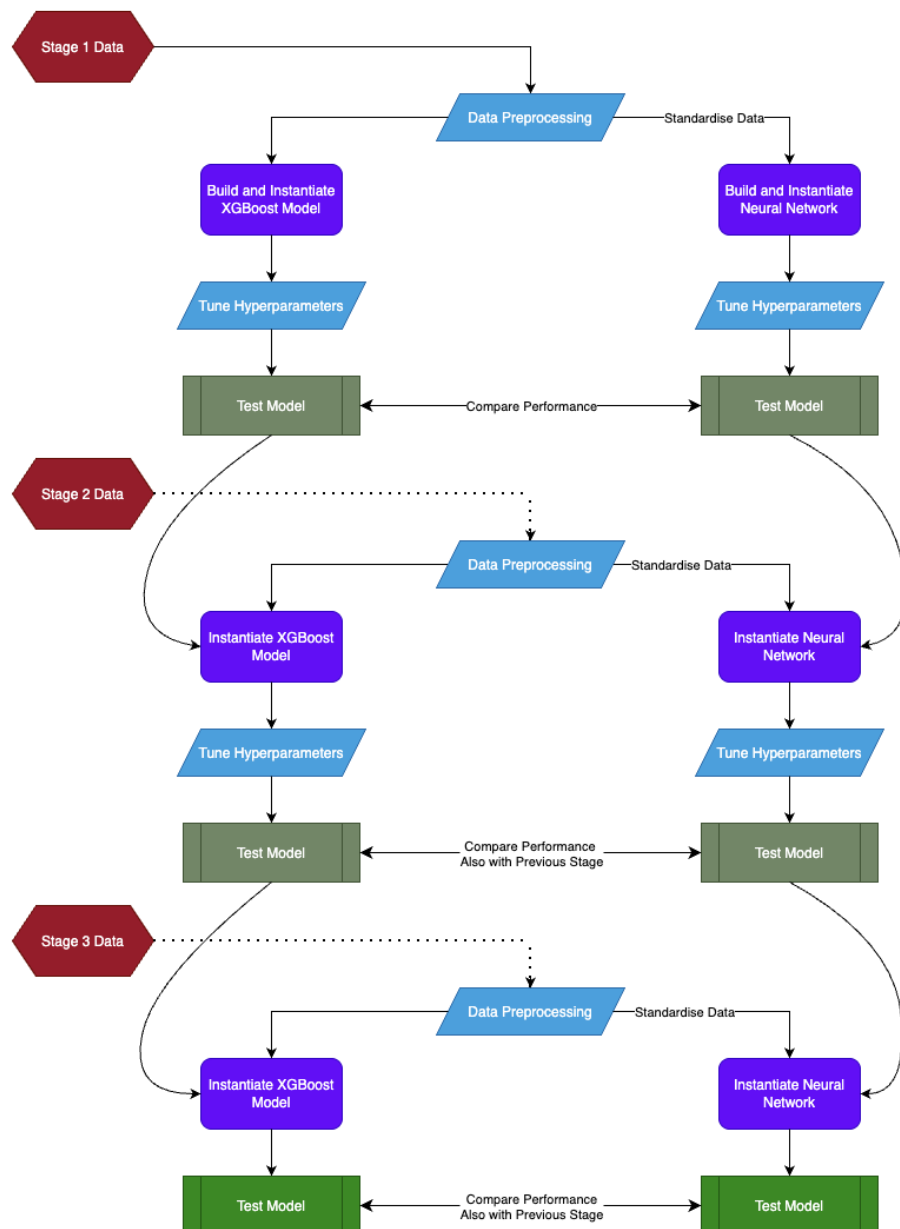 Stage 1 Data
Data Preprocessing
Standardise Data
Build and Instantiate
XGBoost Model
Build and Instantiate
Neural Network
Tune Hyperparameters
Tune Hyperparameters
Test Model
Compare Performance
Test Model
Stage 2 Data
Data Preprocessing
Standardise Data
Instantiate XGBoost
Model
Instantiate Neural
Network
Tune Hyperparameters
Tune Hyperparameters
Test Model
Compare Performance
Also with Previous Stage
Test Model
Stage 3 Data
Data Preprocessing
Standardise Data
Instantiate XGBoost
Model
Instantiate Neural
Network
Test Model
Compare Performance
Also with Previous Stage
Test Model